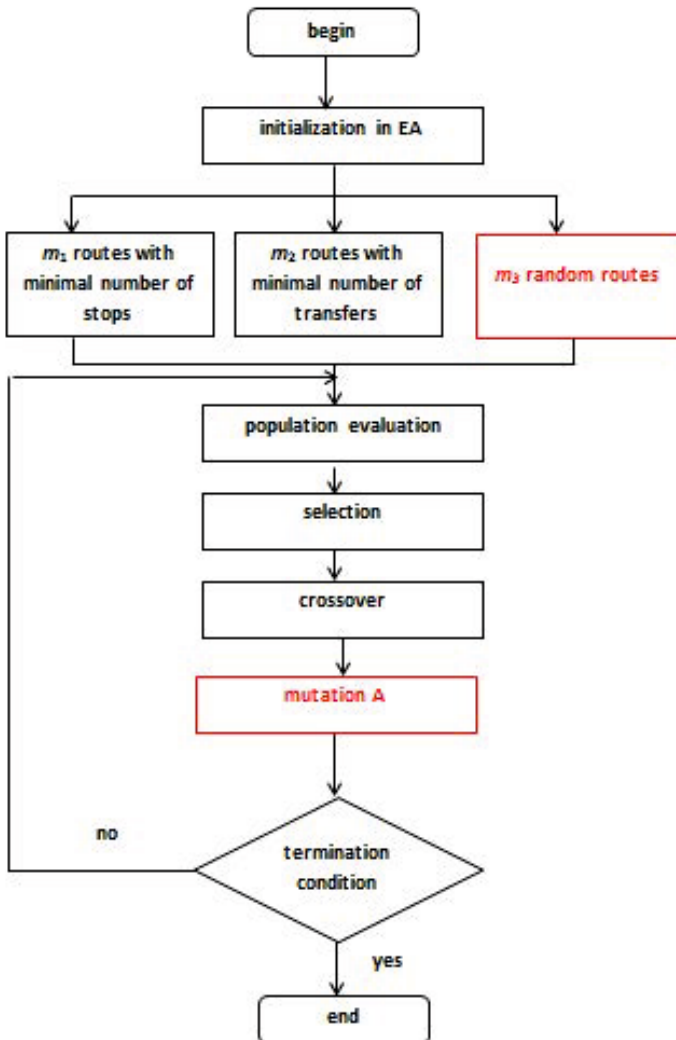 begin
initialization in EA
m₁ routes with
minimal number of
stops
m₂ routes with
minimal number of
transfers
m₃ random routes
population evaluation
selection
crossover
mutation A
no
termination
condition
yes
end